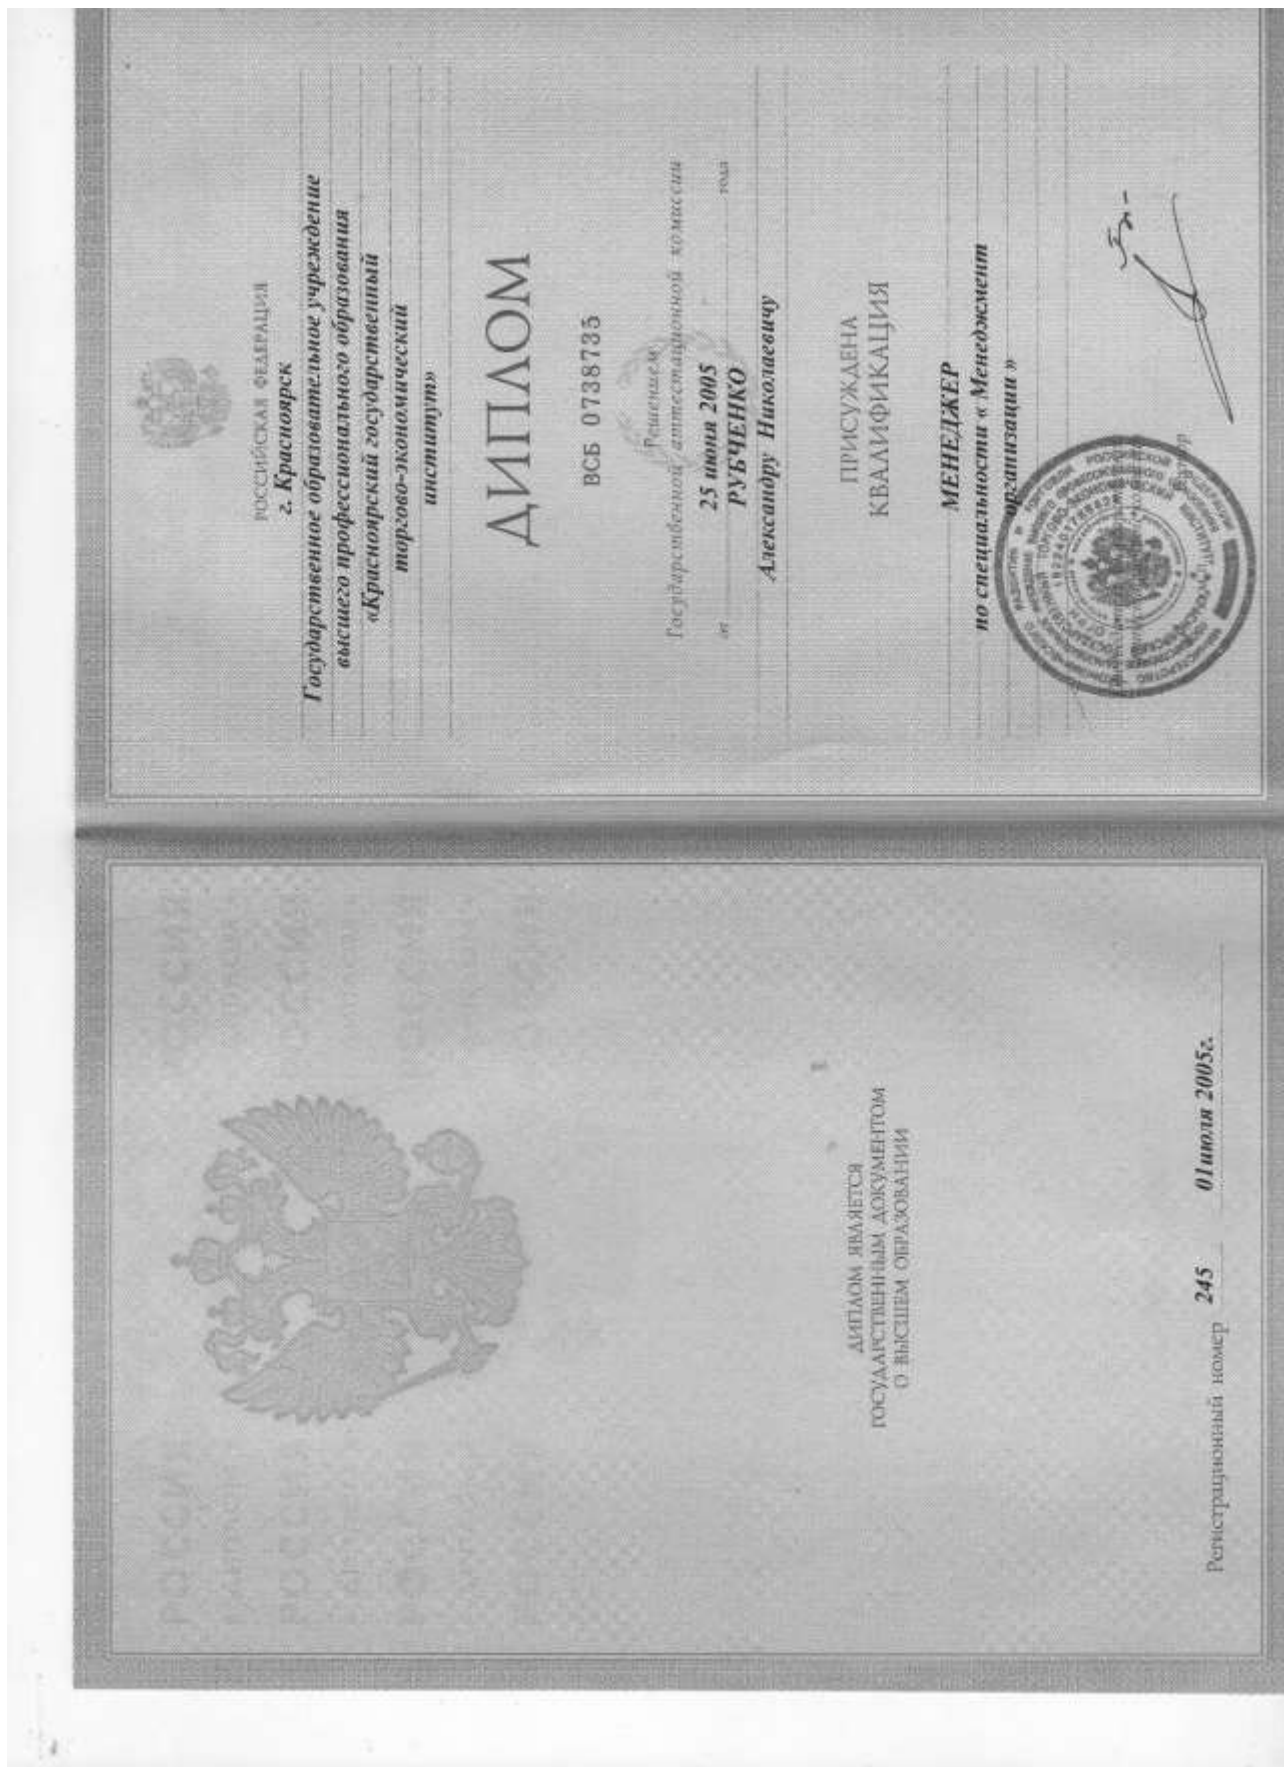 ДИПЛОМ ЯВЛЯЕТСЯ
ГОСУДАРСТВЕННЫМ ДОКУМЕНТОМ
О ВЫСШЕМ ОБРАЗОВАНИИ
Регистрационный номер 245 01 июля 2005г.
РОССИЙСКАЯ ФЕДЕРАЦИЯ
г. Красноярск
Государственное образовательное учреждение
высшего профессионального образования
«Красноярский государственный
торгово-экономический
институт»
ДИПЛОМ
ВСБ 0738735
Решением
Государственной аттестационной комиссии
от 25 июня 2005 года
РУБЧЕНКО
Александру Николаевичу
ПРИСУЖДЕНА
КВАЛИФИКАЦИЯ
МЕНЕДЖЕР
по специальности « Менеджмент
организации »